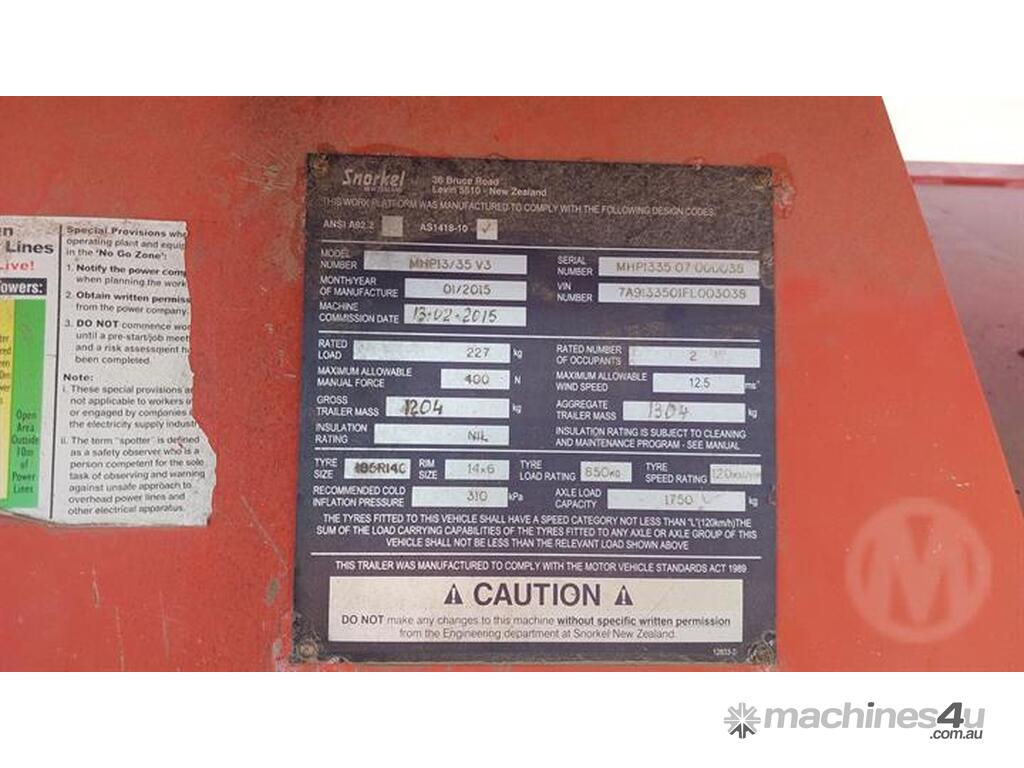 en
Lines
Live!
Towers:
Open
Area
Outside
10m
of
Power
Lines
Special Provisions when
operating plant and equip
in the 'No Go Zone':
1. Notify the power comp
when planning the work
2. Obtain written permiss
from the power company.
3. DO NOT commence wor
until a pre-start/job meet
and a risk assessment h
been completed.
Note:
i. These special provisions ar
not applicable to workers
or engaged by companies
the electricity supply indust
ii. The term "spotter" is defined
as a safety observer who is a
person competent for the sole
task of observing and warning
against unsafe approach to
overhead power lines and
other electrical apparatus.
Snorkel
NEW ZEALAND
36 Bruce Road
Levin 5510 - New Zealand
THIS WORK PLATFORM WAS MANUFACTURED TO COMPLY WITH THE FOLLOWING DESIGN CODES:
ANSI A92.2 AS1418-10 ✓
MODEL NUMBER MHP13/35 V3 SERIAL NUMBER MHP1335 07 000038
MONTH/YEAR OF MANUFACTURE 01/2015 VIN NUMBER 7A9133501FL003038
MACHINE COMMISSION DATE 13-02-2015
RATED LOAD 227 kg RATED NUMBER OF OCCUPANTS 2
MAXIMUM ALLOWABLE MANUAL FORCE 400 N MAXIMUM ALLOWABLE WIND SPEED 12.5 ms⁻¹
GROSS TRAILER MASS 1204 kg AGGREGATE TRAILER MASS 1304 kg
INSULATION RATING NIL INSULATION RATING IS SUBJECT TO CLEANING
AND MAINTENANCE PROGRAM - SEE MANUAL
TYRE SIZE 185R14C RIM SIZE 14x6 TYRE LOAD RATING 850KG TYRE SPEED RATING 120KM/HR
RECOMMENDED COLD INFLATION PRESSURE 310 kPa AXLE LOAD CAPACITY 1750 kg
THE TYRES FITTED TO THIS VEHICLE SHALL HAVE A SPEED CATEGORY NOT LESS THAN "L"(120km/h)THE
SUM OF THE LOAD CARRYING CAPABILITIES OF THE TYRES FITTED TO ANY AXLE OR AXLE GROUP OF THIS
VEHICLE SHALL NOT BE LESS THAN THE RELEVANT LOAD SHOWN ABOVE
THIS TRAILER WAS MANUFACTURED TO COMPLY WITH THE MOTOR VEHICLE STANDARDS ACT 1989
CAUTION
DO NOT make any changes to this machine without specific written permission
from the Engineering department at Snorkel New Zealand.
M
machines4u
.com.au